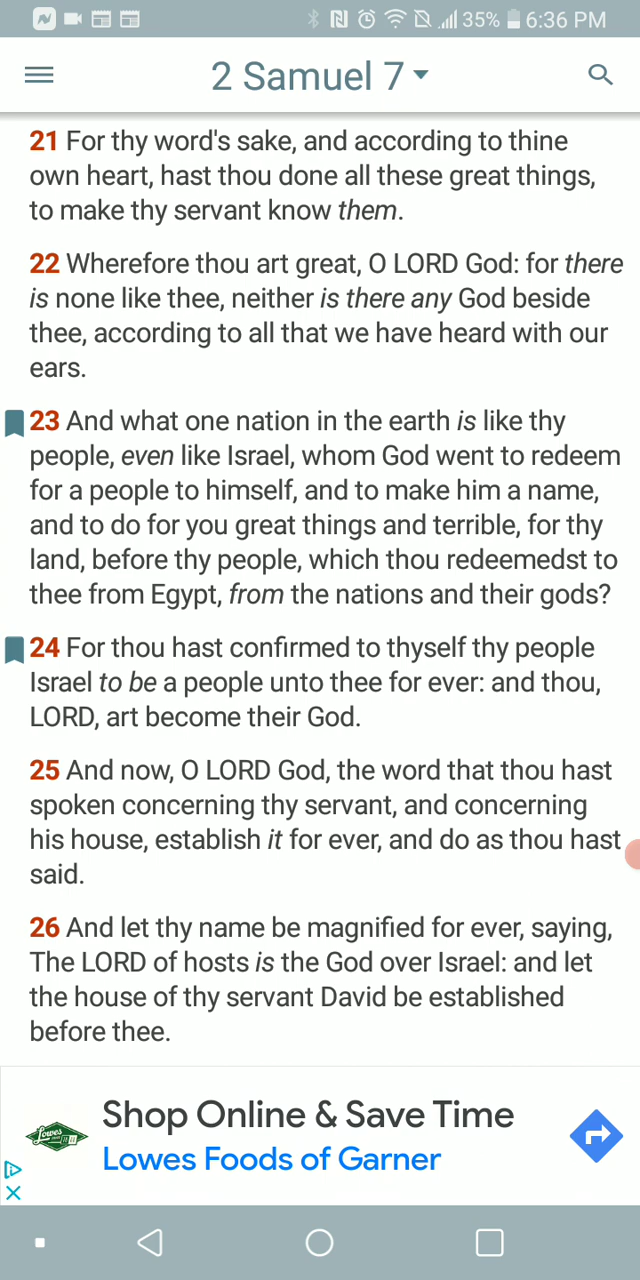 35% 6:36 PM
2 Samuel 7
21 For thy word's sake, and according to thine
own heart, hast thou done all these great things,
to make thy servant know them.
22 Wherefore thou art great, O LORD God: for there
is none like thee, neither is there any God beside
thee, according to all that we have heard with our
ears.
23 And what one nation in the earth is like thy
people, even like Israel, whom God went to redeem
for a people to himself, and to make him a name,
and to do for you great things and terrible, for thy
land, before thy people, which thou redeemedst to
thee from Egypt, from the nations and their gods?
24 For thou hast confirmed to thyself thy people
Israel to be a people unto thee for ever: and thou,
LORD, art become their God.
25 And now, O LORD God, the word that thou hast
spoken concerning thy servant, and concerning
his house, establish it for ever, and do as thou hast
said.
26 And let thy name be magnified for ever, saying,
The LORD of hosts is the God over Israel: and let
the house of thy servant David be established
before thee.
Lowes
Shop Online & Save Time
Lowes Foods of Garner